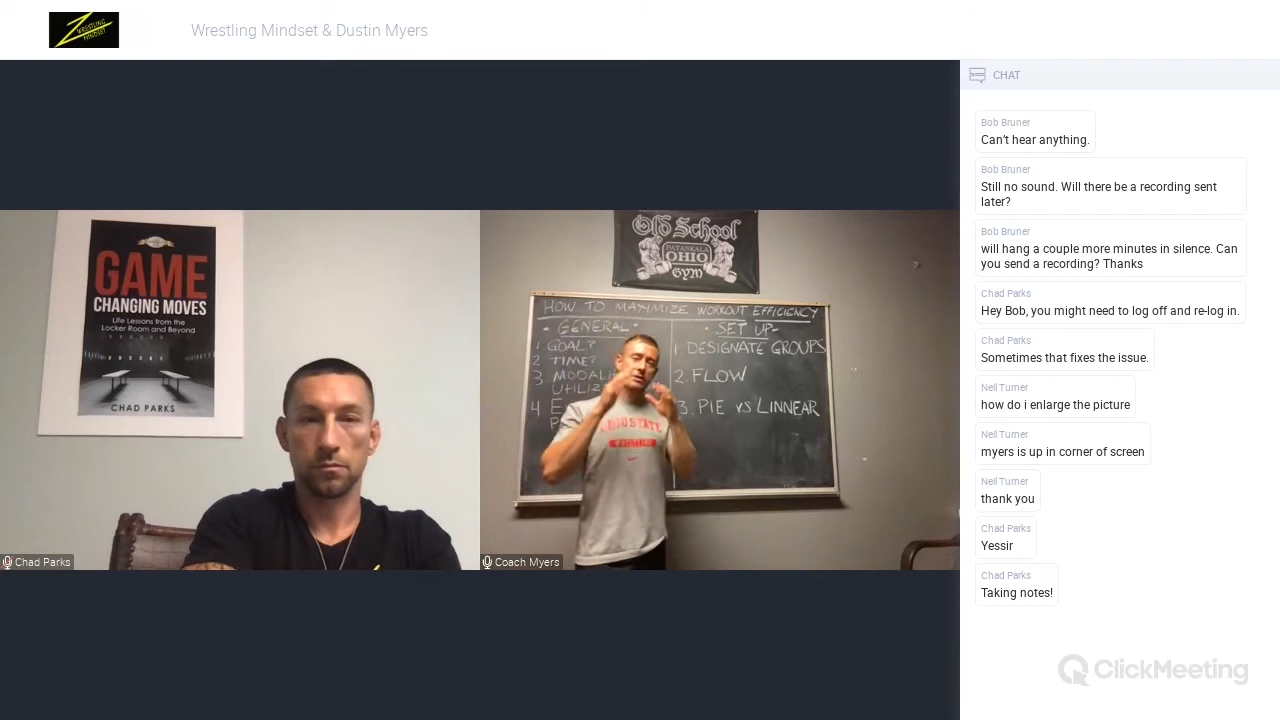 WRESTLING
MINDSET
Wrestling Mindset & Dustin Myers
CHAT
Bob Bruner
Can't hear anything.
Bob Bruner
Still no sound. Will there be a recording sent
later?
Bob Bruner
will hang a couple more minutes in silence. Can
you send a recording? Thanks
Chad Parks
Hey Bob, you might need to log off and re-log in.
Chad Parks
Sometimes that fixes the issue.
Neil Turner
how do i enlarge the picture
Neil Turner
myers is up in corner of screen
Neil Turner
thank you
Chad Parks
Yessir
Chad Parks
Taking notes!
ClickMeeting
GAME
CHANGING MOVES
Life Lessons from the
Locker Room and Beyond
CHAD PARKS
Chad Parks
Old School
PATASKALA
OHIO
GYM
HOW TO MAXIMIZE WORKOUT EFFICIENCY
- GENERAL -
1 GOAL?
2 TIME?
3 MODALI
UTILIZ
4 E
P
- SET UP -
1. DESIGNATE GROUPS
2. FLOW
3. PIE vs LINNEAR
OHIO STATE
Coach Myers